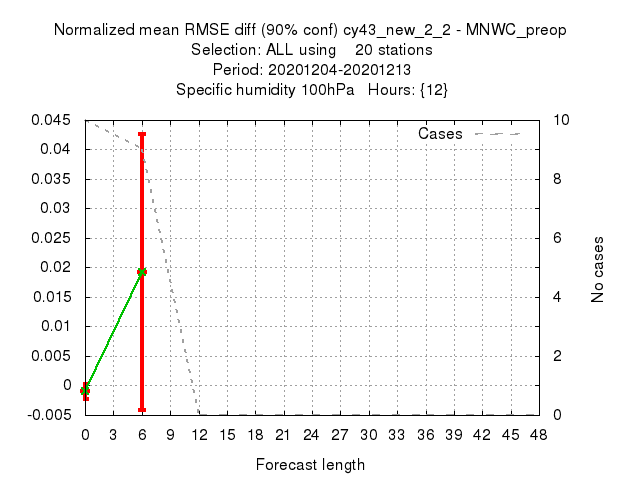 Normalized mean RMSE diff (90% conf) cy43_new_2_2 - MNWC_preop
Selection: ALL using    20 stations
Period: 20201204-20201213
Specific humidity 100hPa   Hours: {12}
0.045
0.04
0.035
0.03
0.025
0.02
0.015
0.01
0.005
0
-0.005
Cases
10
8
6
4
2
0
No cases
0 3 6 9 12 15 18 21 24 27 30 33 36 39 42 45 48
Forecast length